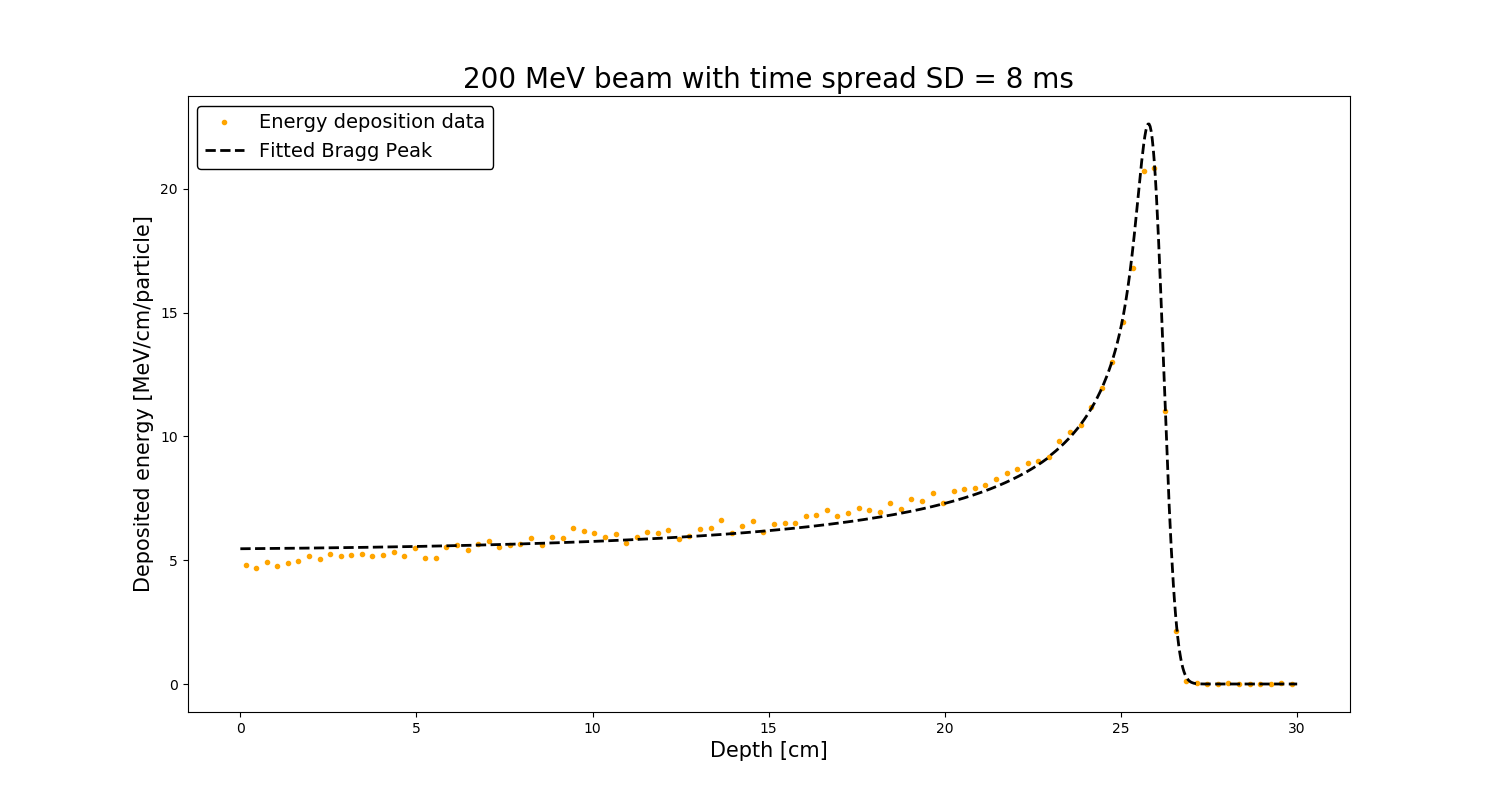 200 MeV beam with time spread SD = 8 ms
Energy deposition data
Fitted Bragg Peak
Deposited energy [MeV/cm/particle]
20
15
10
5
0
0 5 10 15 20 25 30
Depth [cm]